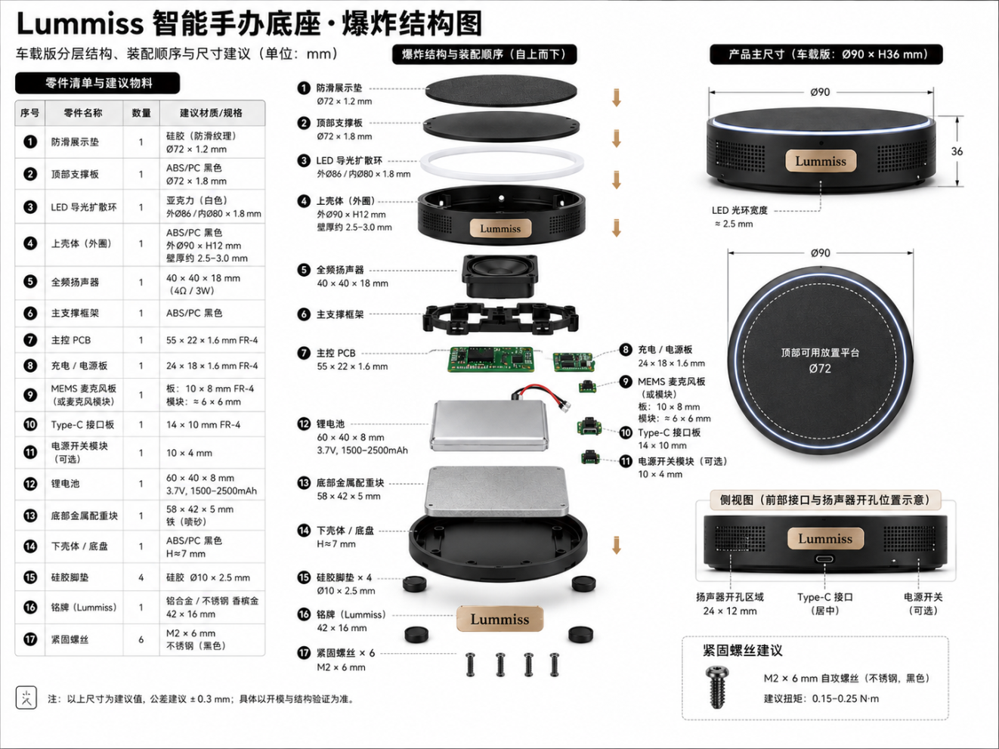 Lummiss 智能手办底座·爆炸结构图
车载版分层结构、装配顺序与尺寸建议（单位：mm）
零件清单与建议物料
序号 零件名称 数量 建议材质/规格
1 防滑展示垫 1 硅胶（防滑纹理）
Ø72 × 1.2 mm
2 顶部支撑板 1 ABS/PC 黑色
Ø72 × 1.8 mm
3 LED 导光扩散环 1 亚克力（白色）
外Ø86 / 内Ø80 × 1.8 mm
4 上壳体（外圈） 1 ABS/PC 黑色
外Ø90 × H12 mm
壁厚约 2.5–3.0 mm
5 全频扬声器 1 40 × 40 × 18 mm
（4Ω / 3W）
6 主支撑框架 1 ABS/PC 黑色
7 主控 PCB 1 55 × 22 × 1.6 mm FR-4
8 充电 / 电源板 1 24 × 18 × 1.6 mm FR-4
9 MEMS 麦克风板
（或麦克风模块） 1 板：10 × 8 mm FR-4
模块：≈ 6 × 6 mm
10 Type-C 接口板 1 14 × 10 mm FR-4
11 电源开关模块
（可选） 1 10 × 4 mm
12 锂电池 1 60 × 40 × 8 mm
3.7V, 1500–2500mAh
13 底部金属配重块 1 58 × 42 × 5 mm
铁（喷砂）
14 下壳体 / 底盘 1 ABS/PC 黑色
H≈7 mm
15 硅胶脚垫 4 硅胶 Ø10 × 2.5 mm
16 铭牌（Lummiss） 1 铝合金 / 不锈钢 香槟金
42 × 16 mm
17 紧固螺丝 6 M2 × 6 mm
不锈钢（黑色）
注：以上尺寸为建议值, 公差建议 ± 0.3 mm；具体以开模与结构验证为准。
爆炸结构与装配顺序（自上而下）
1 防滑展示垫
Ø72 × 1.2 mm
2 顶部支撑板
Ø72 × 1.8 mm
3 LED 导光扩散环
外Ø86 / 内Ø80 × 1.8 mm
4 上壳体（外圈）
外Ø90 × H12 mm
壁厚约 2.5–3.0 mm
Lummiss
5 全频扬声器
40 × 40 × 18 mm
6 主支撑框架
7 主控 PCB
55 × 22 × 1.6 mm
8 充电 / 电源板
24 × 18 × 1.6 mm
9 MEMS 麦克风板
（或模块）
板：10 × 8 mm
模块：≈ 6 × 6 mm
10 Type-C 接口板
14 × 10 mm
11 电源开关模块（可选）
10 × 4 mm
12 锂电池
60 × 40 × 8 mm
3.7V, 1500–2500mAh
13 底部金属配重块
58 × 42 × 5 mm
14 下壳体 / 底盘
H≈7 mm
15 硅胶脚垫 × 4
Ø10 × 2.5 mm
16 铭牌（Lummiss）
42 × 16 mm
Lummiss
17 紧固螺丝 × 6
M2 × 6 mm
产品主尺寸（车载版：Ø90 × H36 mm）
Ø90
36
Lummiss
LED 光环宽度
≈ 2.5 mm
Ø90
顶部可用放置平台
Ø72
侧视图（前部接口与扬声器开孔位置示意）
Lummiss
扬声器开孔区域
24 × 12 mm
Type-C 接口
（居中）
电源开关
（可选）
紧固螺丝建议
M2 × 6 mm 自攻螺丝（不锈钢, 黑色）
建议扭矩：0.15–0.25 N·m